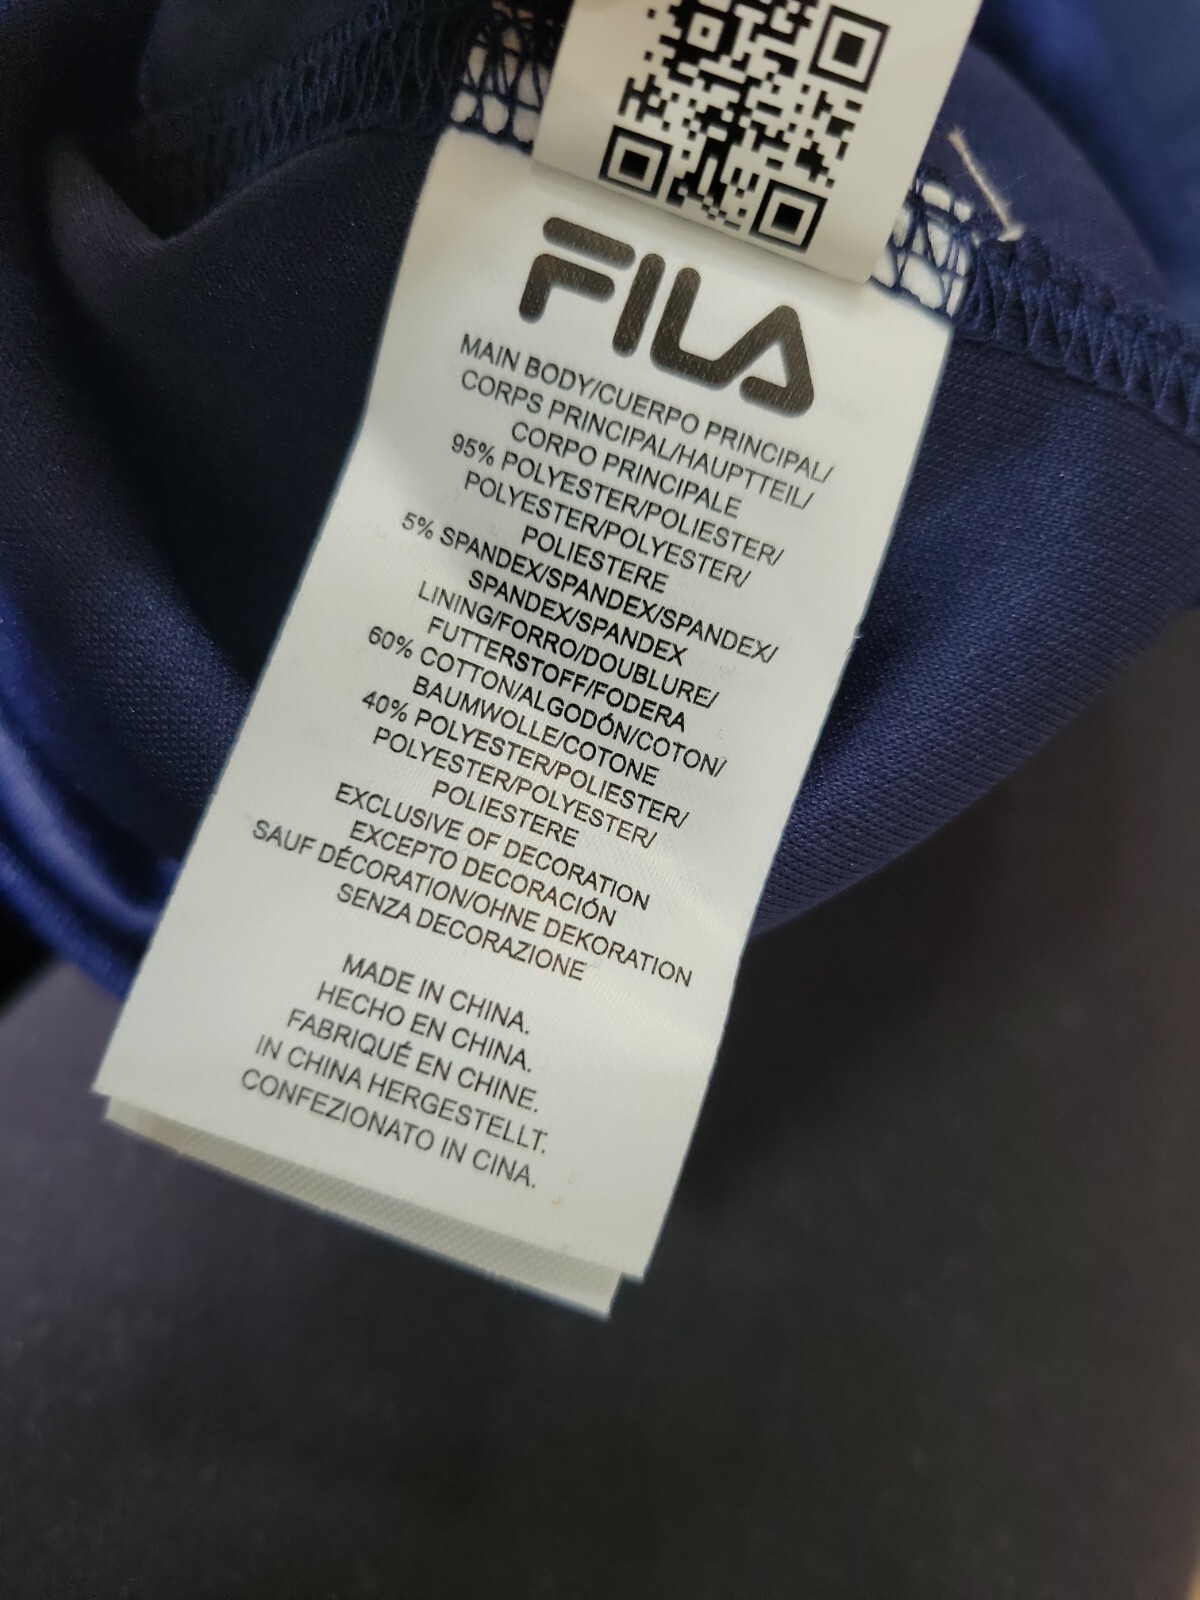 FILA
MAIN BODY/CUERPO PRINCIPAL/
CORPS PRINCIPAL/HAUPTTEIL/
CORPO PRINCIPALE
95% POLYESTER/POLIESTER/
POLYESTER/POLYESTER/
POLIESTERE
5% SPANDEX/SPANDEX/SPANDEX/
SPANDEX/SPANDEX
LINING/FORRO/DOUBLURE/
FUTTERSTOFF/FODERA
60% COTTON/ALGODÓN/COTON/
BAUMWOLLE/COTONE
40% POLYESTER/POLIESTER/
POLYESTER/POLYESTER/
POLIESTERE
EXCLUSIVE OF DECORATION
EXCEPTO DECORACIÓN
SAUF DÉCORATION/OHNE DEKORATION
SENZA DECORAZIONE
MADE IN CHINA.
HECHO EN CHINA.
FABRIQUÉ EN CHINE.
IN CHINA HERGESTELLT.
CONFEZIONATO IN CINA.